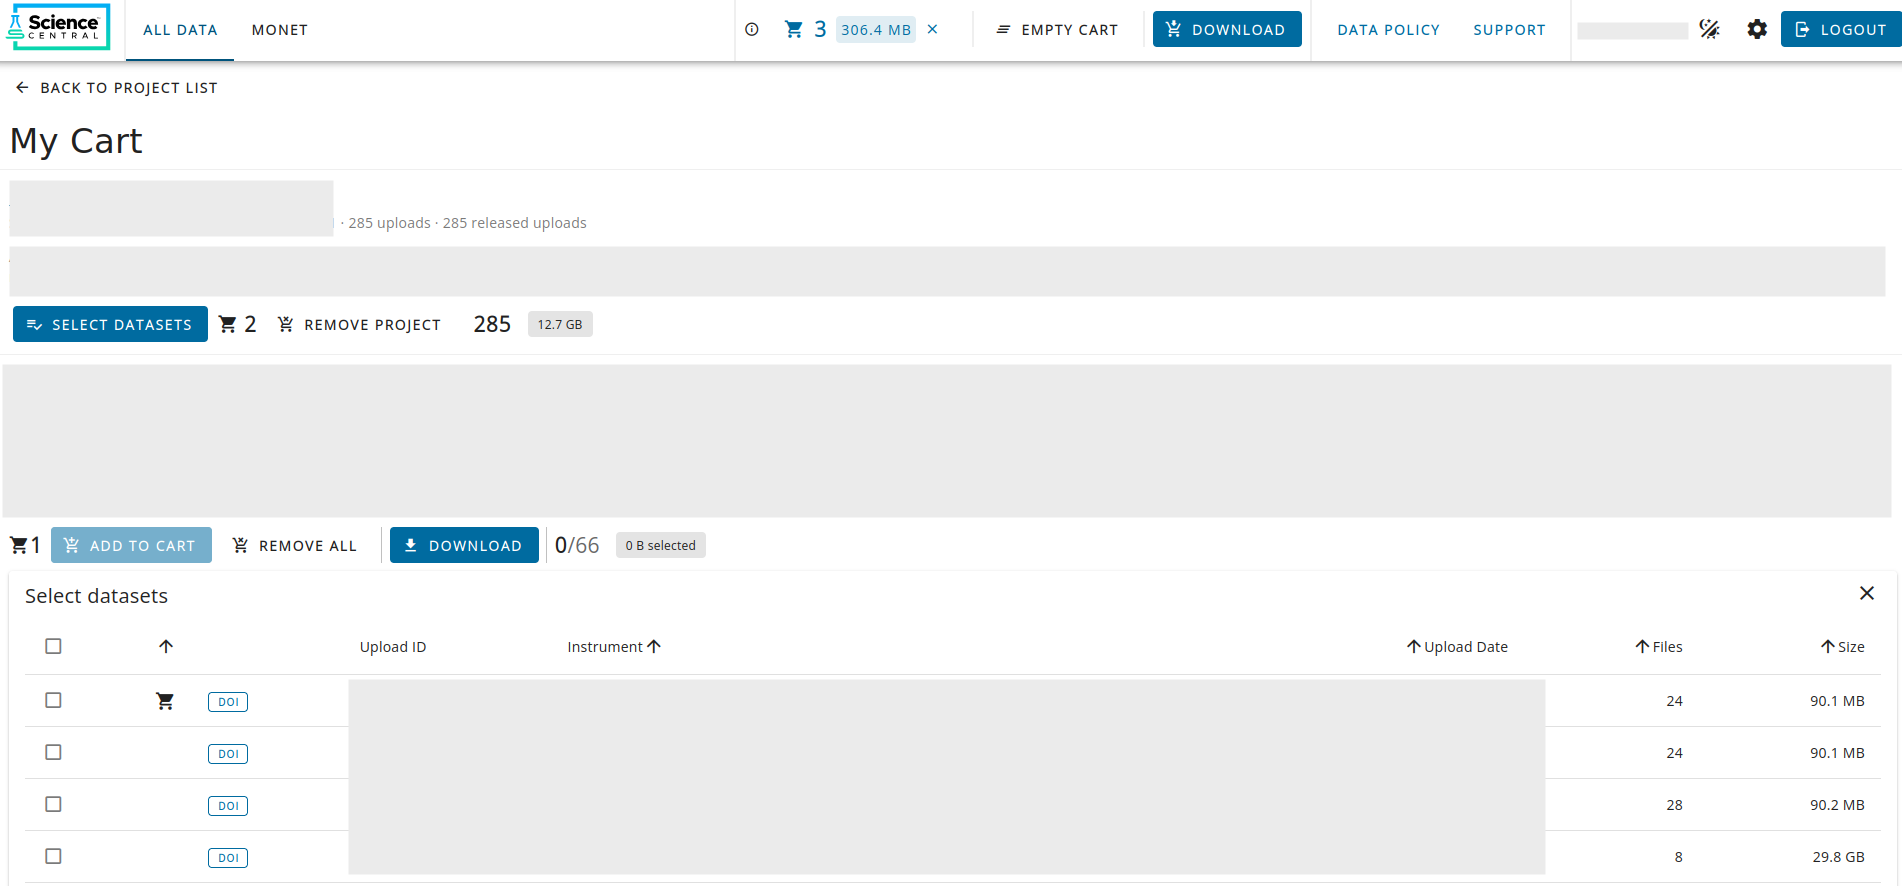 Science
CENTRAL
ALL DATA
MONET
3
306.4 MB
EMPTY CART
DOWNLOAD
DATA POLICY
SUPPORT
LOGOUT
BACK TO PROJECT LIST
My Cart
· 285 uploads · 285 released uploads
SELECT DATASETS
2
REMOVE PROJECT
285
12.7 GB
1
ADD TO CART
REMOVE ALL
DOWNLOAD
0/66
0 B selected
Select datasets
Upload ID
Instrument
Upload Date
Files
Size
DOI
24
90.1 MB
DOI
24
90.1 MB
DOI
28
90.2 MB
DOI
8
29.8 GB